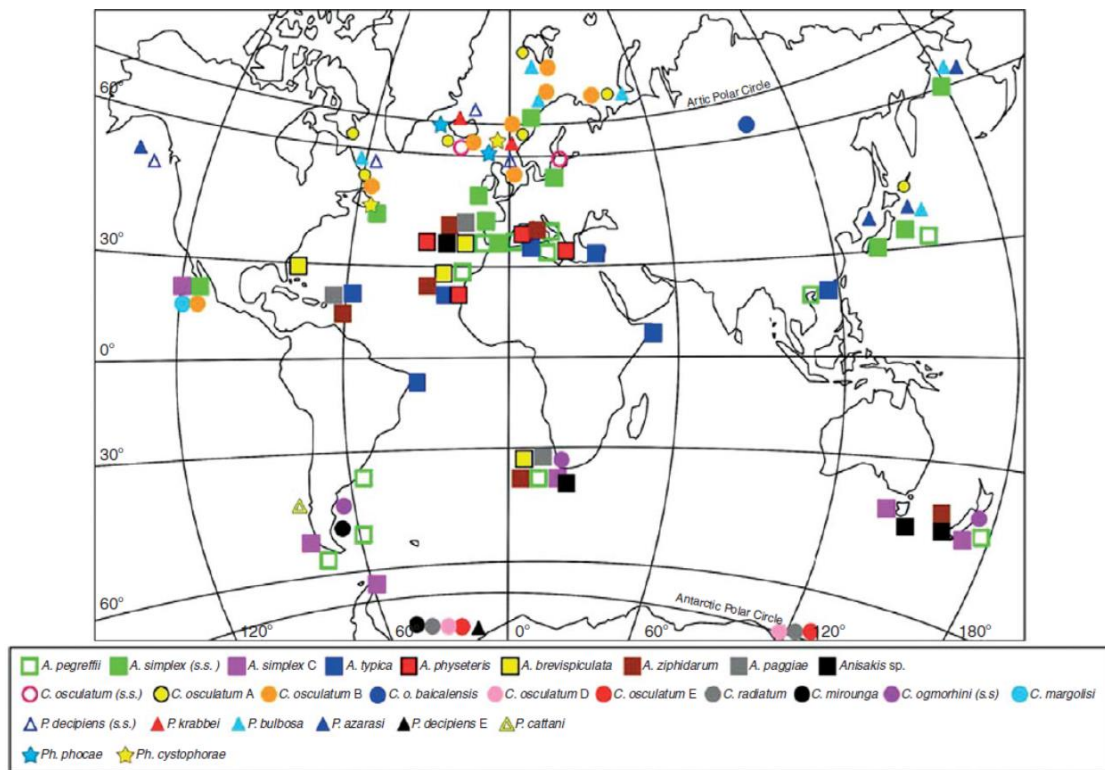 60°
Artic Polar Circle
30°
0°
30°
60°
Antarctic Polar Circle
120° 60 0° 60° 120° 180°
A. pegreffii A. simplex (s.s.) A. simplex C A. typica A. physeteris A. brevispiculata A. ziphidarum A. paggiae Anisakis sp.
C. osculatum (s.s.) C. osculatum A C. osculatum B C. o. baicalensis C. osculatum D C. osculatum E C. radiatum C. mirounga C. ogmorhini (s.s) C. margolisi
P. decipiens (s.s.) P. krabbei P. bulbosa P. azarasi P. decipiens E P. cattani
Ph. phocae Ph. cystophorae